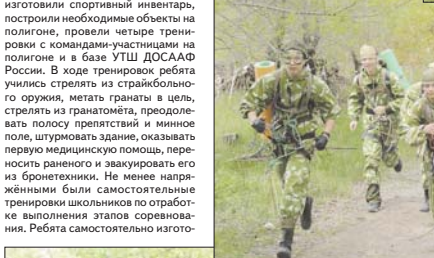 изготовили спортивный инвентарь,
построили необходимые объекты на
полигоне, провели четыре трени-
ровки с командами-участницами на
полигоне и в базе УТШ ДОСААФ
России. В ходе тренировок ребята
учились стрелять из страйкбольно-
го оружия, метать гранаты в цель,
стрелять из гранатомёта, преодоле-
вать полосу препятствий и минное
поле, штурмовать здание, оказывать
первую медицинскую помощь, пере-
носить раненого и эвакуировать его
из бронетехники. Не менее напря-
жёнными были самостоятельные
тренировки школьников по отработ-
ке выполнения этапов соревнова-
ния. Ребята самостоятельно изгото-